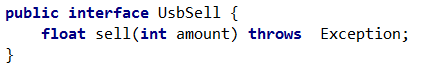 public interface UsbSell {
    float sell(int amount) throws  Exception;
}